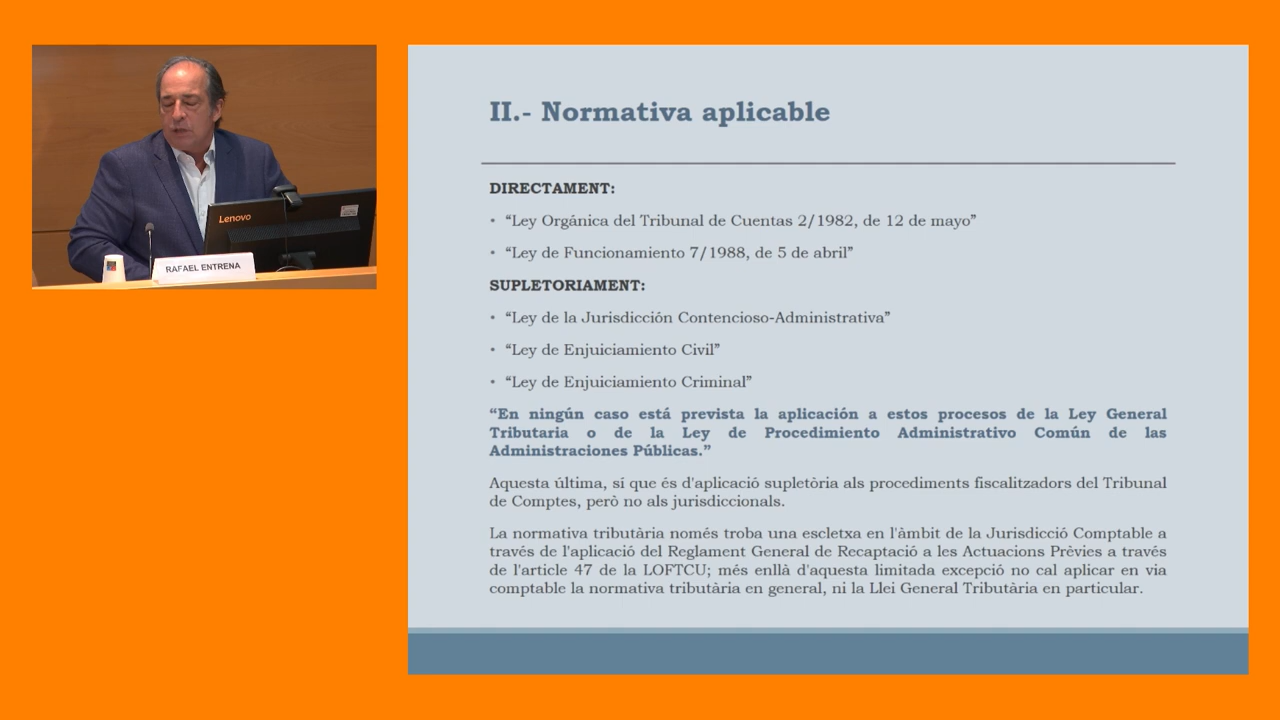 Lenovo
RAFAEL ENTRENA
II.- Normativa aplicable
DIRECTAMENT:
• “Ley Orgánica del Tribunal de Cuentas 2/1982, de 12 de mayo”
• “Ley de Funcionamiento 7/1988, de 5 de abril”
SUPLETORIAMENT:
• “Ley de la Jurisdicción Contencioso-Administrativa”
• “Ley de Enjuiciamiento Civil”
• “Ley de Enjuiciamiento Criminal”
“En ningún caso está prevista la aplicación a estos procesos de la Ley General
Tributaria o de la Ley de Procedimiento Administrativo Común de las
Administraciones Públicas.”
Aquesta última, sí que és d'aplicació supletòria als procediments fiscalitzadors del Tribunal
de Comptes, però no als jurisdiccionals.
La normativa tributària només troba una escletxa en l'àmbit de la Jurisdicció Comptable a
través de l'aplicació del Reglament General de Recaptació a les Actuacions Prèvies a través
de l'article 47 de la LOFTCU; més enllà d'aquesta limitada excepció no cal aplicar en via
comptable la normativa tributària en general, ni la Llei General Tributària en particular.